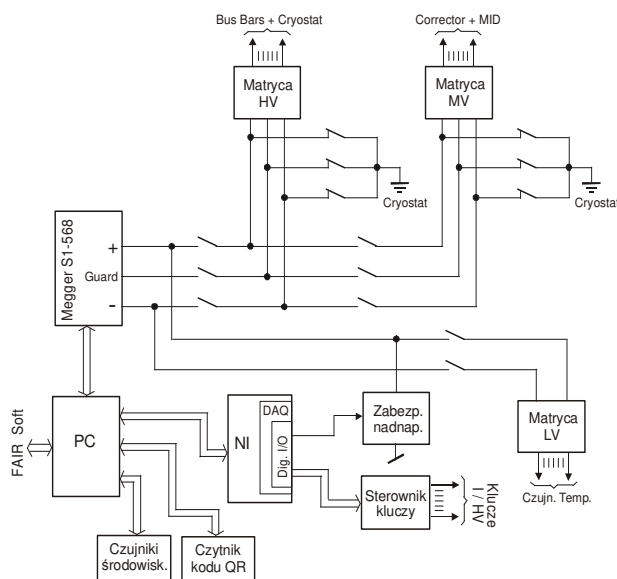 Bus Bars + Cryostat
Corrector + MID
Matryca
HV
Matryca
MV
Cryostat
Cryostat
Megger S1-568
+
Guard
-
FAIR Soft
PC
NI
DAQ
Dig. I/O
Zabezp.
nadnap.
Matryca
LV
Czujn. Temp.
Sterownik
kluczy
Klucze
I / HV
Czujniki
środowisk.
Czytnik
kodu QR